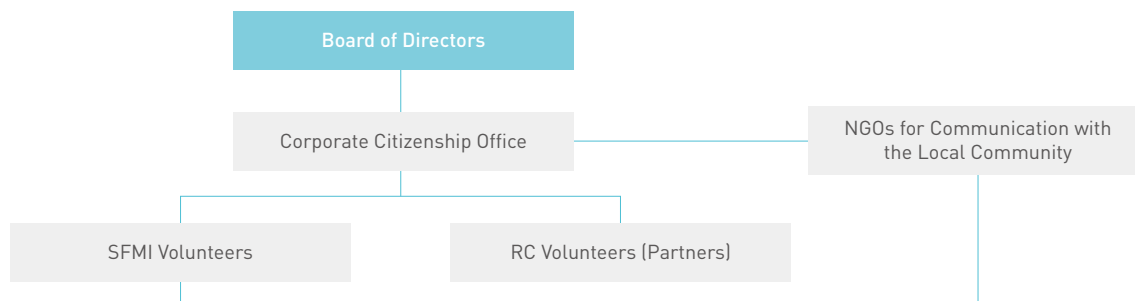 Board of Directors
Corporate Citizenship Office
NGOs for Communication with
the Local Community
SFMI Volunteers
RC Volunteers (Partners)